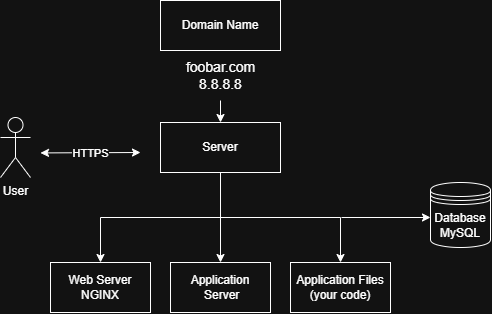 Domain Name
foobar.com
8.8.8.8
Server
HTTPS
User
Database
MySQL
Web Server
NGINX
Application
Server
Application Files
(your code)